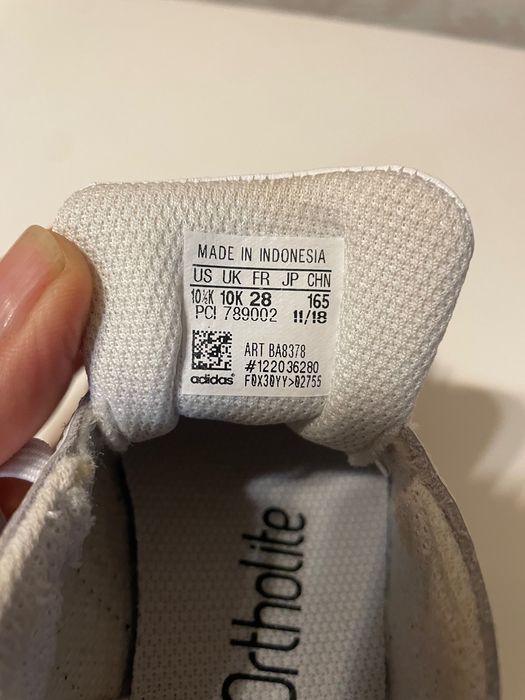 MADE IN INDONESIA
US UK FR JP CHN
10½K 10K 28 165
PCI 789002 11/18
ART BA8378
#122036280
adidas F0X30YY>02755
Ortholite